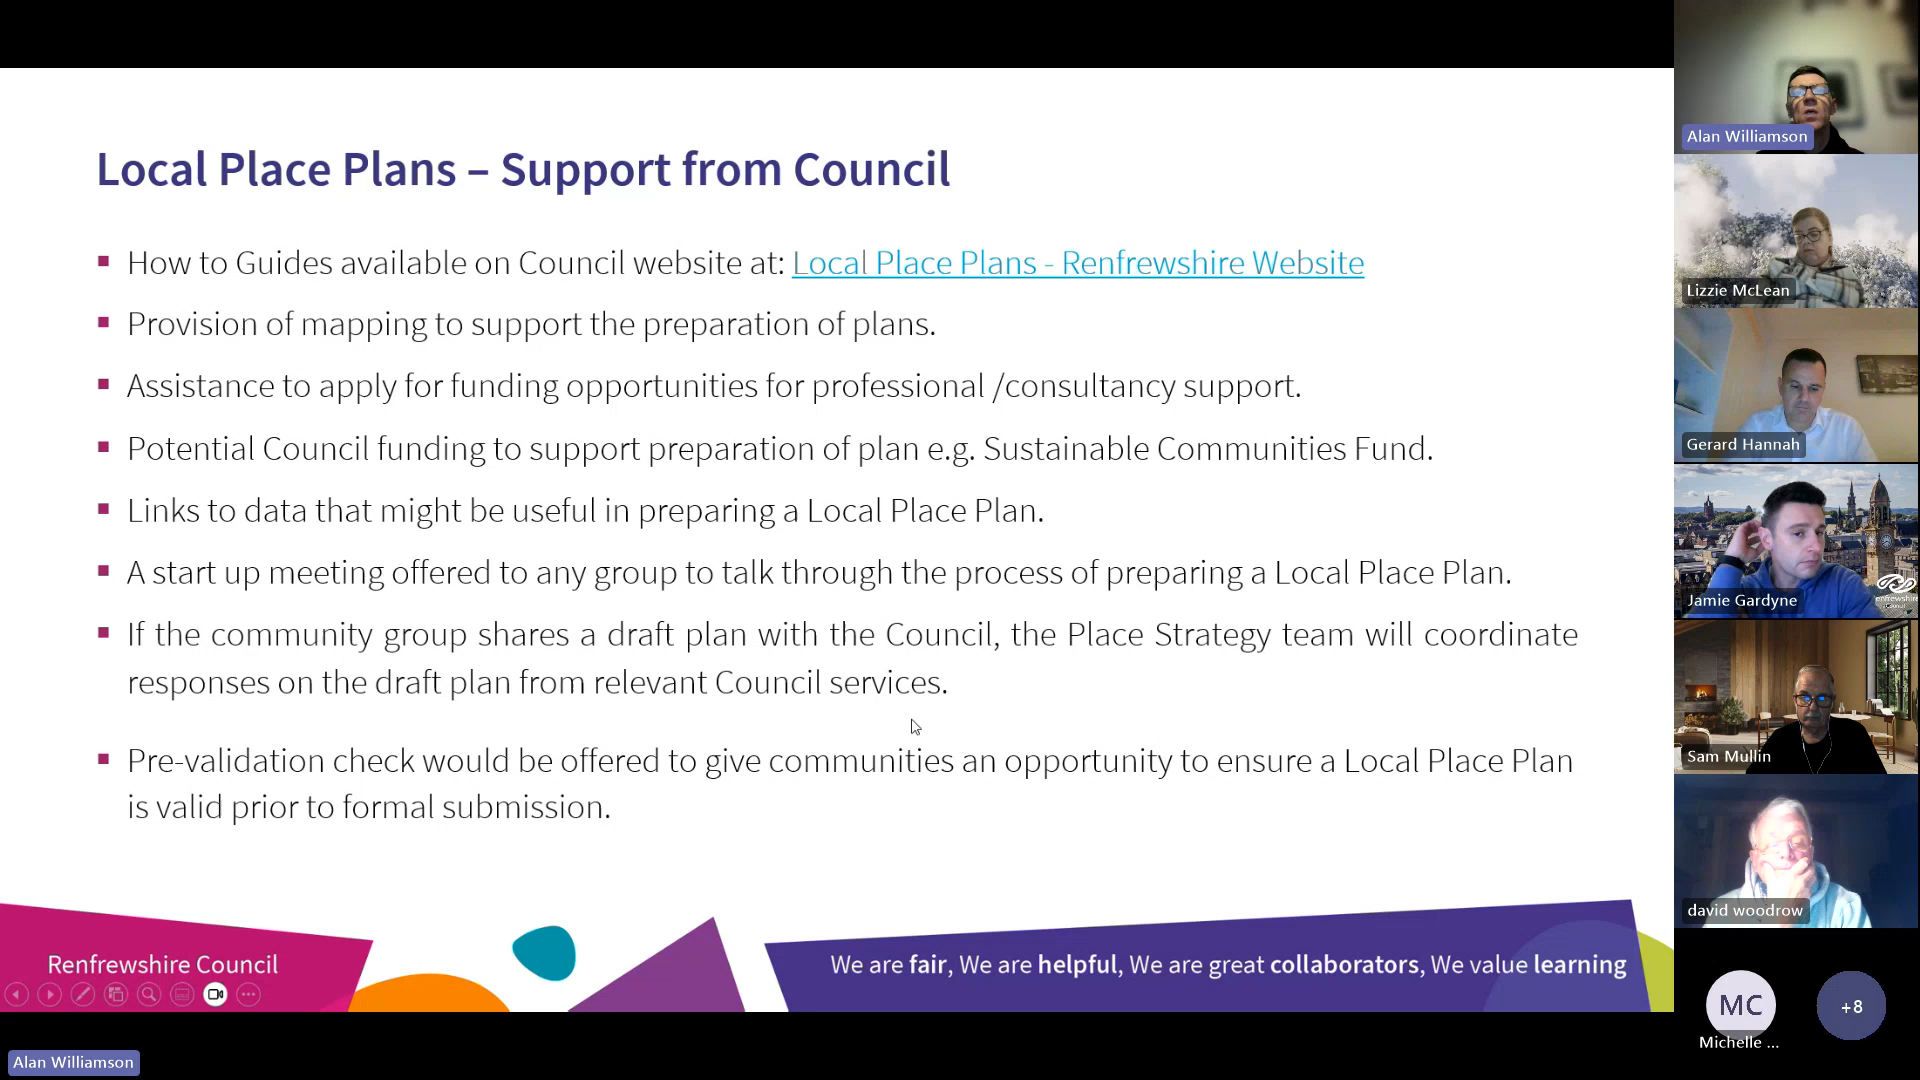 Local Place Plans – Support from Council
How to Guides available on Council website at: Local Place Plans - Renfrewshire Website
Provision of mapping to support the preparation of plans.
Assistance to apply for funding opportunities for professional /consultancy support.
Potential Council funding to support preparation of plan e.g. Sustainable Communities Fund.
Links to data that might be useful in preparing a Local Place Plan.
A start up meeting offered to any group to talk through the process of preparing a Local Place Plan.
If the community group shares a draft plan with the Council, the Place Strategy team will coordinate
responses on the draft plan from relevant Council services.
Pre-validation check would be offered to give communities an opportunity to ensure a Local Place Plan
is valid prior to formal submission.
Renfrewshire Council
We are fair, We are helpful, We are great collaborators, We value learning
Alan Williamson
Alan Williamson
Lizzie McLean
Gerard Hannah
Jamie Gardyne
Sam Mullin
david woodrow
MC
Michelle ...
+8